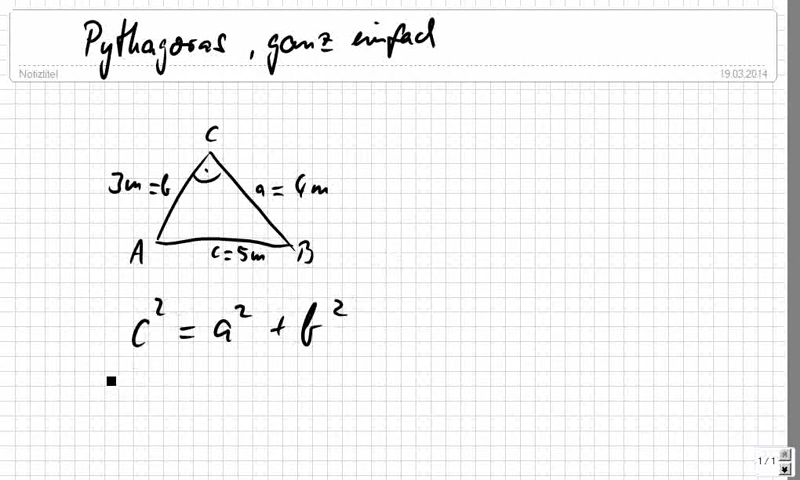 Pythagoras, ganz einfach
Notiztitel
19.03.2014
C
3m = b
a = 4m
A
c = 5m
B
c² = a² + b²
1 / 1